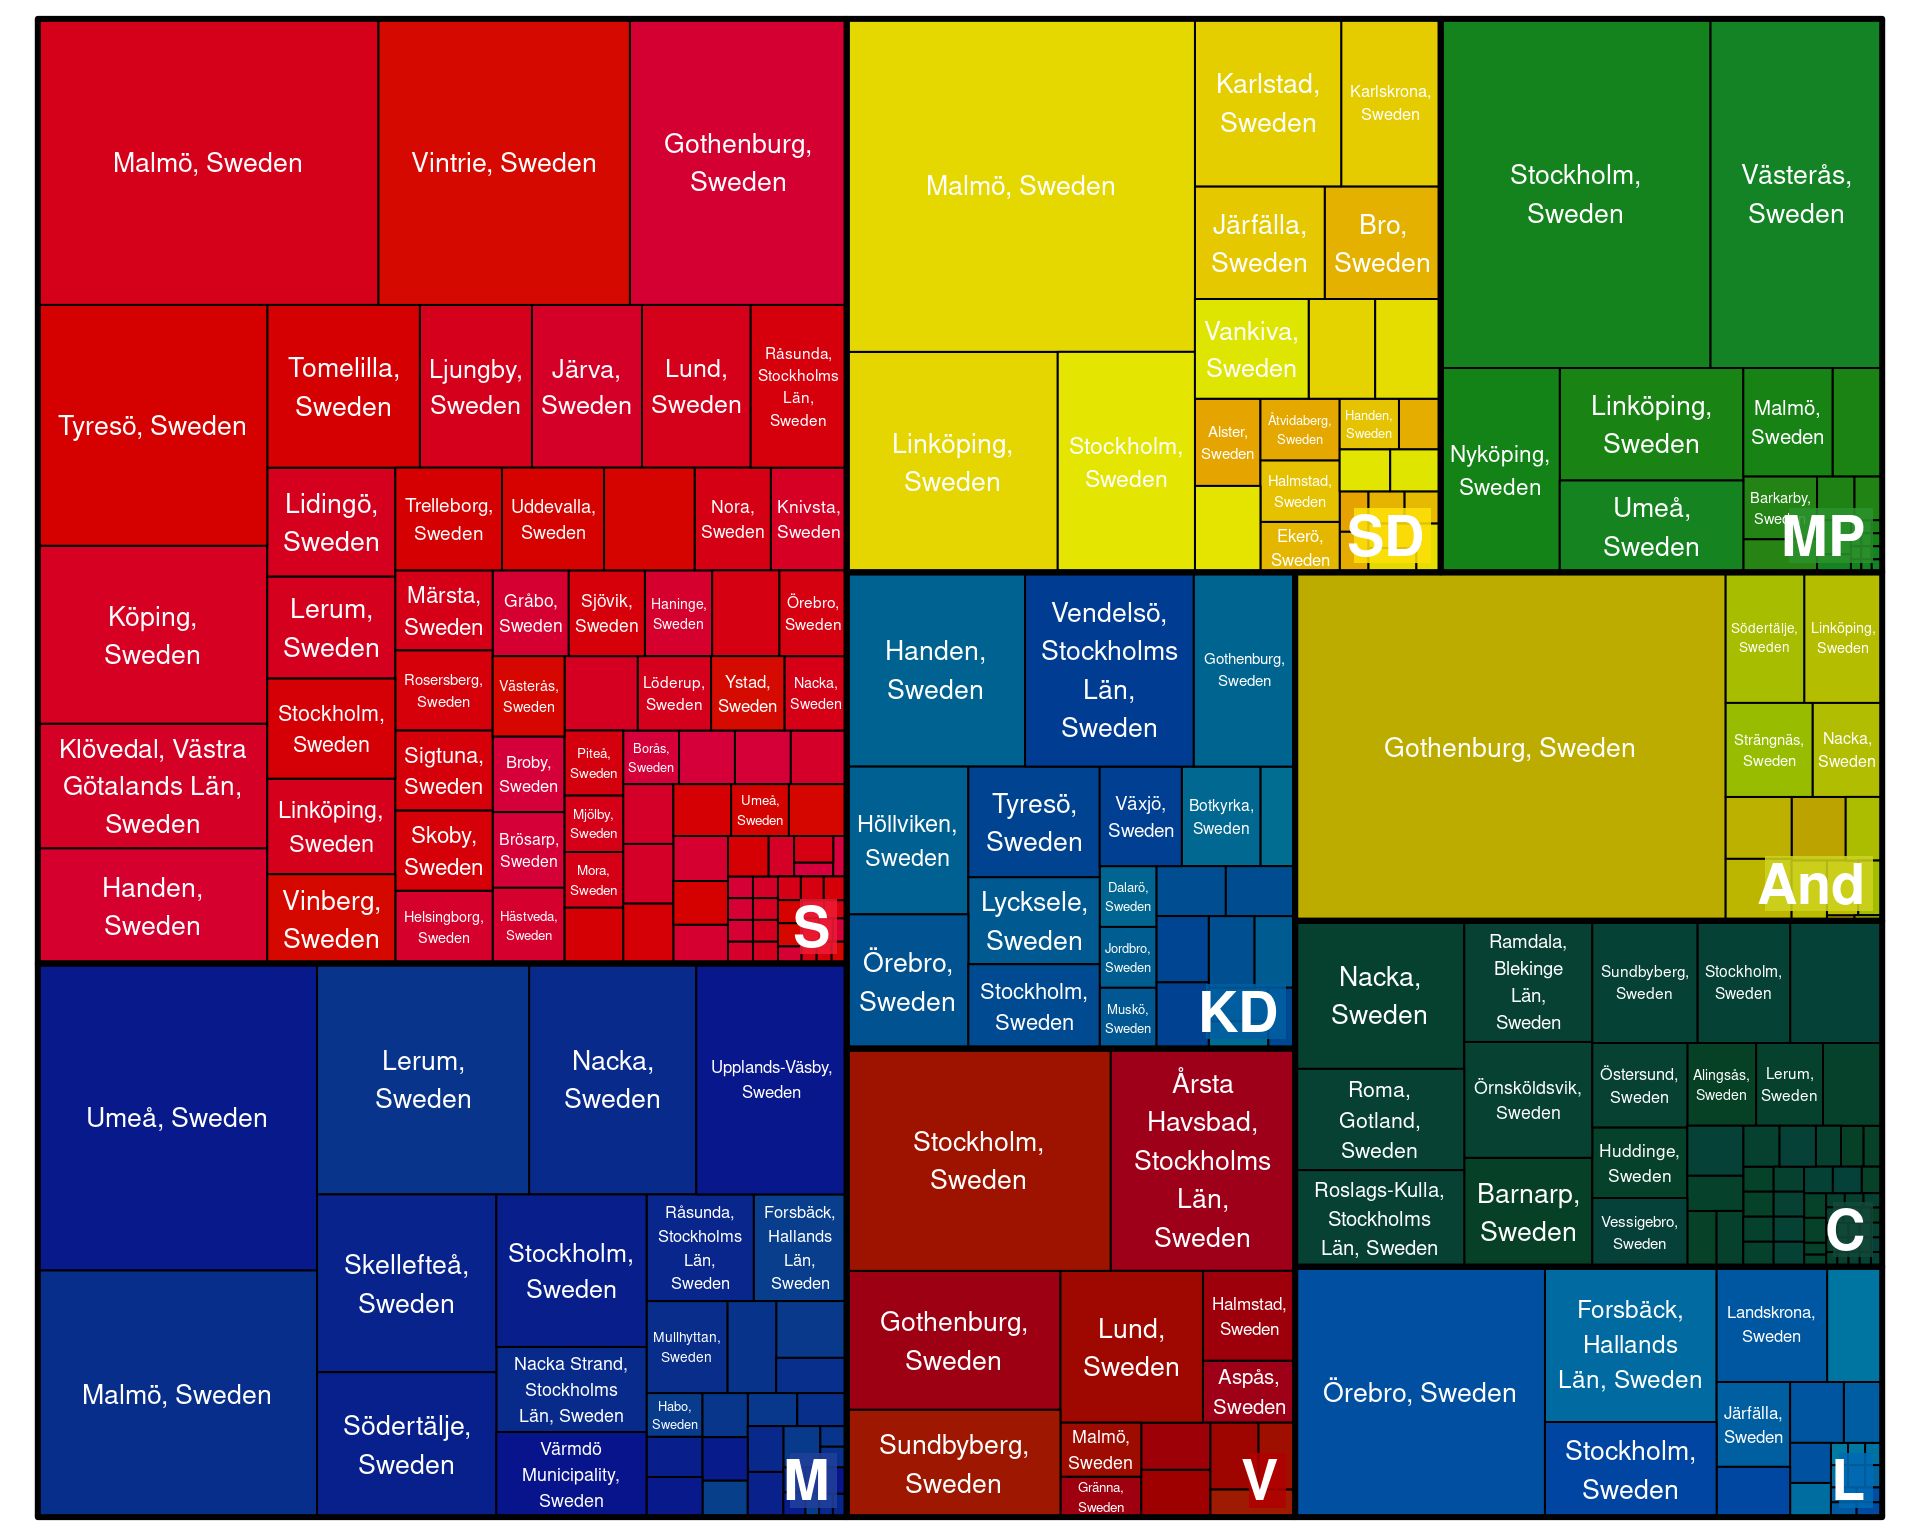 Malmö, Sweden
Vintrie, Sweden
Gothenburg,
Sweden
Tyresö, Sweden
Tomelilla,
Sweden
Ljungby,
Sweden
Järva,
Sweden
Lund,
Sweden
Råsunda,
Stockholms
Län,
Sweden
Lidingö,
Sweden
Trelleborg,
Sweden
Uddevalla,
Sweden
Nora,
Sweden
Knivsta,
Sweden
Köping,
Sweden
Lerum,
Sweden
Märsta,
Sweden
Gråbo,
Sweden
Sjövik,
Sweden
Haninge,
Sweden
Örebro,
Sweden
Rosersberg,
Sweden
Västerås,
Sweden
Löderup,
Sweden
Ystad,
Sweden
Nacka,
Sweden
Stockholm,
Sweden
Klövedal, Västra
Götalands Län,
Sweden
Sigtuna,
Sweden
Broby,
Sweden
Piteå,
Sweden
Borås,
Sweden
Linköping,
Sweden
Skoby,
Sweden
Brösarp,
Sweden
Mjölby,
Sweden
Umeå,
Sweden
Handen,
Sweden
Vinberg,
Sweden
Helsingborg,
Sweden
Hästveda,
Sweden
Mora,
Sweden
S
Malmö, Sweden
Karlstad,
Sweden
Karlskrona,
Sweden
Järfälla,
Sweden
Bro,
Sweden
Vankiva,
Sweden
Linköping,
Sweden
Stockholm,
Sweden
Alster,
Sweden
Åtvidaberg,
Sweden
Handen,
Sweden
Halmstad,
Sweden
Ekerö,
Sweden
SD
Stockholm,
Sweden
Västerås,
Sweden
Nyköping,
Sweden
Linköping,
Sweden
Malmö,
Sweden
Umeå,
Sweden
Barkarby,
Sweden
MP
Handen,
Sweden
Vendelsö,
Stockholms
Län,
Sweden
Gothenburg,
Sweden
Höllviken,
Sweden
Tyresö,
Sweden
Växjö,
Sweden
Botkyrka,
Sweden
Lycksele,
Sweden
Dalarö,
Sweden
Örebro,
Sweden
Stockholm,
Sweden
Jordbro,
Sweden
Muskö,
Sweden
KD
Gothenburg, Sweden
Södertälje,
Sweden
Linköping,
Sweden
Strängnäs,
Sweden
Nacka,
Sweden
And
Nacka,
Sweden
Ramdala,
Blekinge
Län,
Sweden
Sundbyberg,
Sweden
Stockholm,
Sweden
Roma,
Gotland,
Sweden
Örnsköldsvik,
Sweden
Östersund,
Sweden
Alingsås,
Sweden
Lerum,
Sweden
Roslags-Kulla,
Stockholms
Län, Sweden
Barnarp,
Sweden
Huddinge,
Sweden
Vessigebro,
Sweden
C
Umeå, Sweden
Lerum,
Sweden
Nacka,
Sweden
Upplands-Väsby,
Sweden
Malmö, Sweden
Skellefteå,
Sweden
Stockholm,
Sweden
Råsunda,
Stockholms
Län,
Sweden
Forsbäck,
Hallands
Län,
Sweden
Mullhyttan,
Sweden
Södertälje,
Sweden
Nacka Strand,
Stockholms
Län, Sweden
Habo,
Sweden
Värmdö
Municipality,
Sweden
M
Stockholm,
Sweden
Årsta
Havsbad,
Stockholms
Län,
Sweden
Gothenburg,
Sweden
Lund,
Sweden
Halmstad,
Sweden
Aspås,
Sweden
Sundbyberg,
Sweden
Malmö,
Sweden
Gränna,
Sweden
V
Örebro, Sweden
Forsbäck,
Hallands
Län, Sweden
Landskrona,
Sweden
Järfälla,
Sweden
Stockholm,
Sweden
L